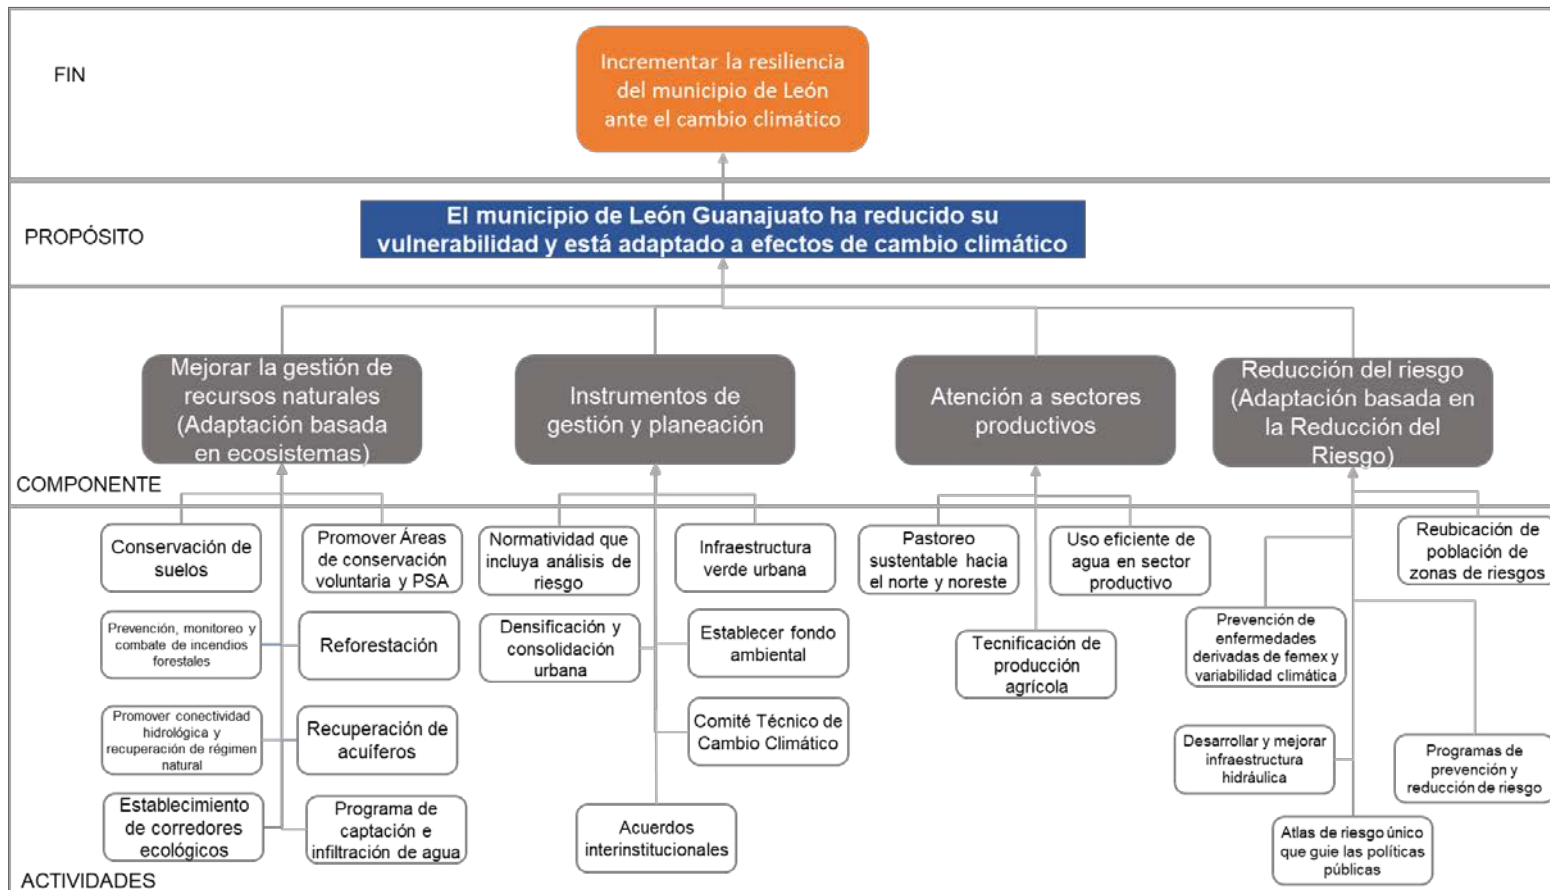 FIN
Incrementar la resiliencia
del municipio de León
ante el cambio climático
PROPÓSITO
El municipio de León Guanajuato ha reducido su
vulnerabilidad y está adaptado a efectos de cambio climático
COMPONENTE
Mejorar la gestión de
recursos naturales
(Adaptación basada
en ecosistemas)
Instrumentos de
gestión y planeación
Atención a sectores
productivos
Reducción del riesgo
(Adaptación basada en
la Reducción del
Riesgo)
ACTIVIDADES
Conservación de
suelos
Promover Áreas
de conservación
voluntaria y PSA
Prevención, monitoreo y
combate de incendios
forestales
Reforestación
Promover conectividad
hidrológica y
recuperación de régimen
natural
Recuperación de
acuíferos
Establecimiento
de corredores
ecológicos
Programa de
captación e
infiltración de agua
Normatividad que
incluya análisis de
riesgo
Infraestructura
verde urbana
Densificación y
consolidación
urbana
Establecer fondo
ambiental
Comité Técnico de
Cambio Climático
Acuerdos
interinstitucionales
Pastoreo
sustentable hacia
el norte y noreste
Uso eficiente de
agua en sector
productivo
Tecnificación de
producción
agrícola
Reubicación de
población de
zonas de riesgos
Prevención de
enfermedades
derivadas de femex y
variabilidad climática
Desarrollar y mejorar
infraestructura
hidráulica
Programas de
prevención y
reducción de riesgo
Atlas de riesgo único
que guie las políticas
públicas